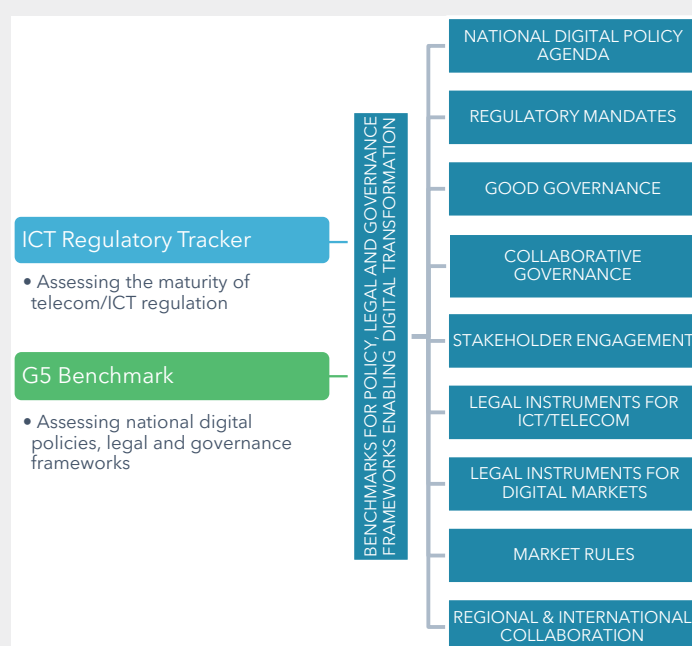 ICT Regulatory Tracker
• Assessing the maturity of
telecom/ICT regulation
G5 Benchmark
• Assessing national digital
policies, legal and governance
frameworks
BENCHMARKS FOR POLICY, LEGAL AND GOVERNANCE
FRAMEWORKS ENABLING DIGITAL TRANSFORMATION
NATIONAL DIGITAL POLICY
AGENDA
REGULATORY MANDATES
GOOD GOVERNANCE
COLLABORATIVE
GOVERNANCE
STAKEHOLDER ENGAGEMENT
LEGAL INSTRUMENTS FOR
ICT/TELECOM
LEGAL INSTRUMENTS FOR
DIGITAL MARKETS
MARKET RULES
REGIONAL & INTERNATIONAL
COLLABORATION